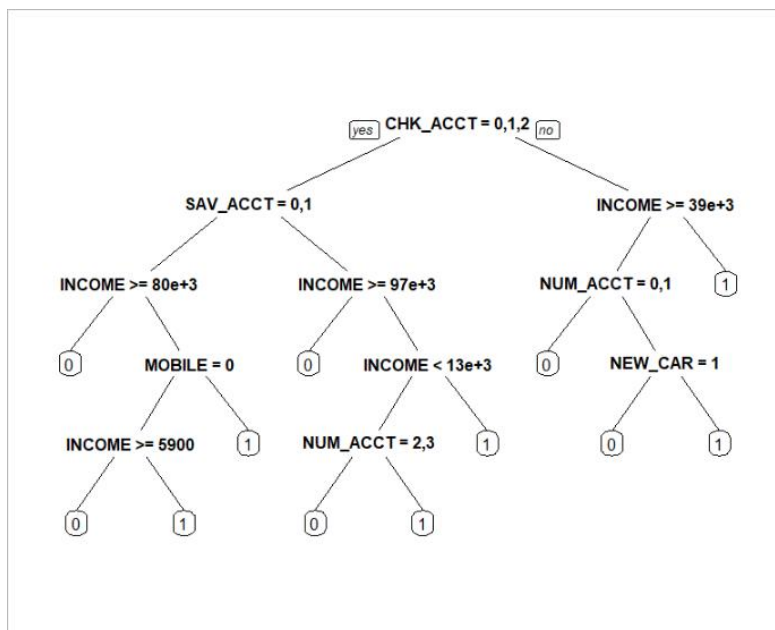 yes CHK_ACCT = 0,1,2 no
SAV_ACCT = 0,1
INCOME >= 39e+3
INCOME >= 80e+3
INCOME >= 97e+3
NUM_ACCT = 0,1
1
0
MOBILE = 0
0
INCOME < 13e+3
0
NEW_CAR = 1
INCOME >= 5900
1
NUM_ACCT = 2,3
1
0
1
0
1
0
1